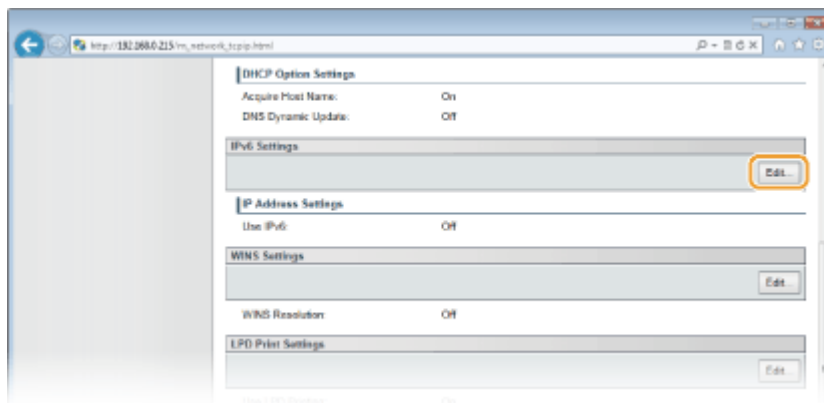 http://192.168.0.215/m_network_tcpip.html
DHCP Option Settings
Acquire Host Name: On
DNS Dynamic Update: Off
IPv6 Settings
Edit...
IP Address Settings
Use IPv6: Off
WINS Settings
Edit...
WINS Resolution: Off
LPD Print Settings
Edit...